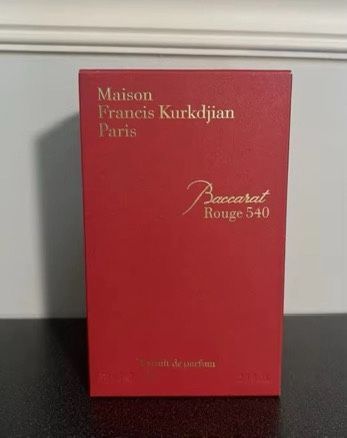 Maison
Francis Kurkdjian
Paris
Baccarat
Rouge 540
de parfum